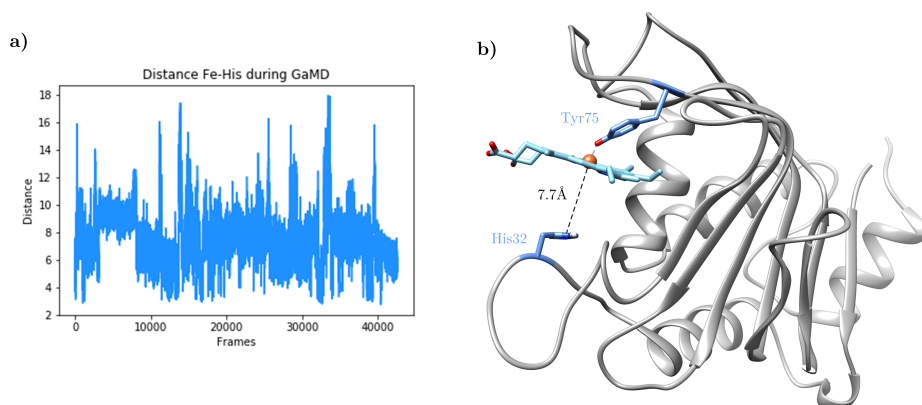 a)
Distance Fe-His during GaMD
18
16
14
12
10
8
6
4
2
Distance
0
10000
20000
30000
40000
Frames
b)
Tyr75
7.7Å
His32